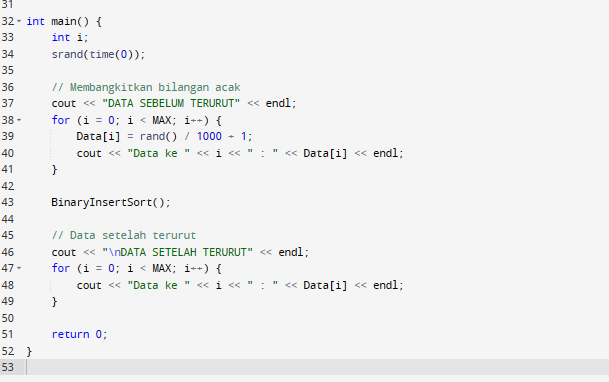 31
32 int main() {
33     int i;
34     srand(time(0));
35
36     // Membangkitkan bilangan acak
37     cout << "DATA SEBELUM TERURUT" << endl;
38     for (i = 0; i < MAX; i++) {
39         Data[i] = rand() / 1000 + 1;
40         cout << "Data ke " << i << " : " << Data[i] << endl;
41     }
42
43     BinaryInsertSort();
44
45     // Data setelah terurut
46     cout << "\nDATA SETELAH TERURUT" << endl;
47     for (i = 0; i < MAX; i++) {
48         cout << "Data ke " << i << " : " << Data[i] << endl;
49     }
50
51     return 0;
52 }
53